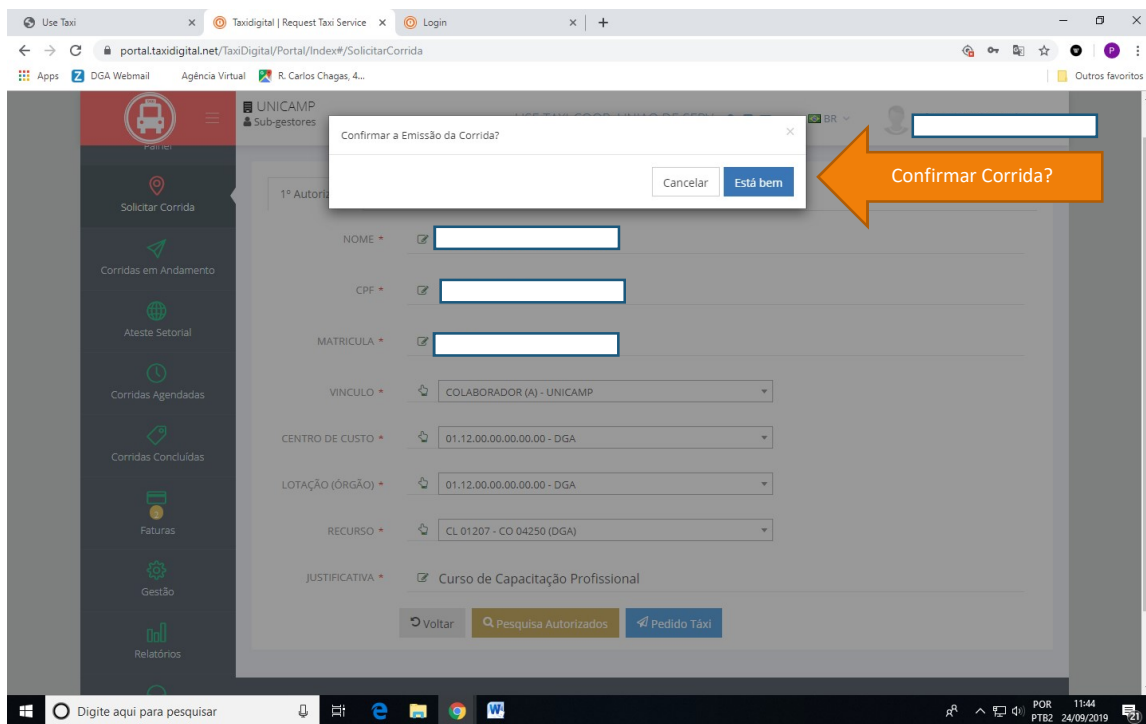 Use Taxi
Taxidigital | Request Taxi Service
Login
portal.taxidigital.net/TaxiDigital/Portal/Index#/SolicitarCorrida
Apps
DGA Webmail
Agência Virtual
R. Carlos Chagas, 4...
Outros favoritos
UNICAMP
Sub-gestores
BR
Confirmar a Emissão da Corrida?
Cancelar
Está bem
Confirmar Corrida?
Painel
Solicitar Corrida
Corridas em Andamento
Ateste Setorial
Corridas Agendadas
Corridas Concluídas
Faturas
Gestão
Relatórios
NOME *
CPF *
MATRICULA *
VINCULO * COLABORADOR (A) - UNICAMP
CENTRO DE CUSTO * 01.12.00.00.00.00.00 - DGA
LOTAÇÃO (ÓRGÃO) * 01.12.00.00.00.00.00 - DGA
RECURSO * CL 01207 - CO 04250 (DGA)
JUSTIFICATIVA * Curso de Capacitação Profissional
Voltar
Pesquisa Autorizados
Pedido Táxi
Digite aqui para pesquisar
POR
PTB2
11:44
24/09/2019